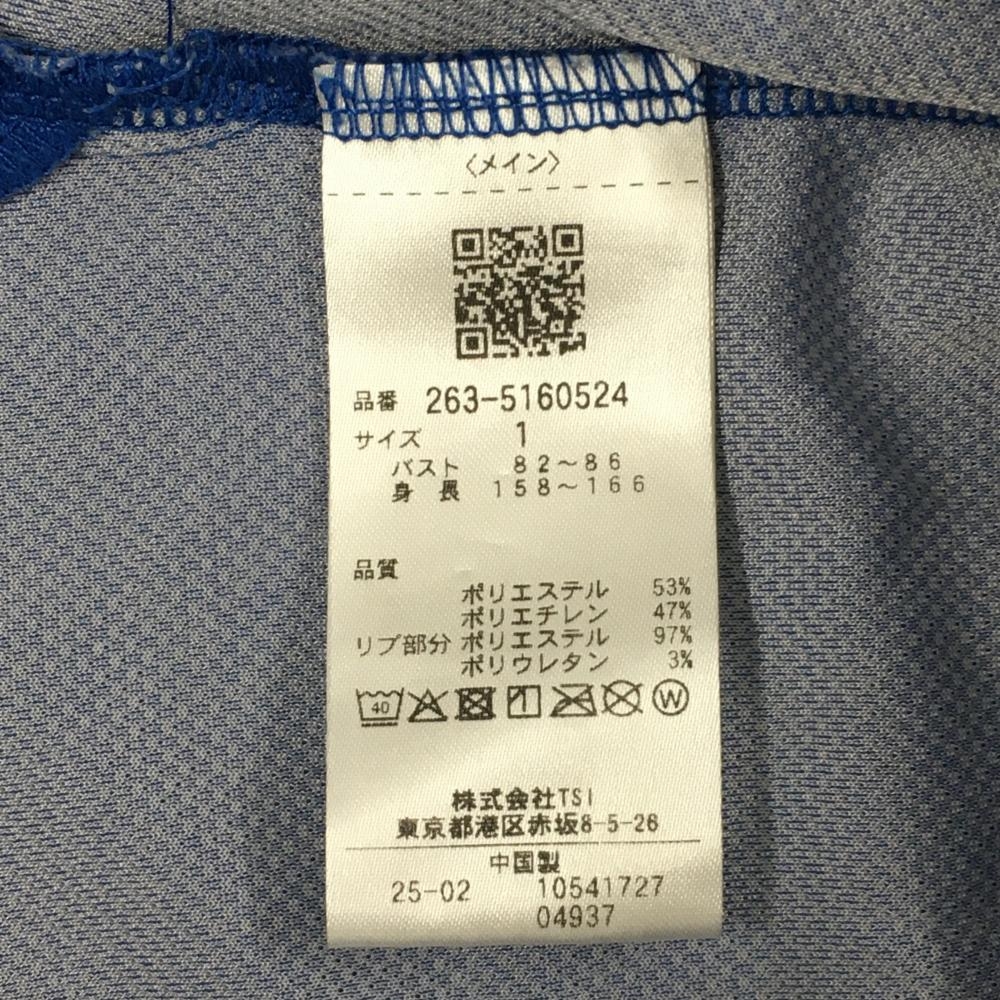 〈メイン〉
品番 263-5160524
サイズ 1
バスト 82〜86
身長 158〜166
品質
ポリエステル 53%
ポリエチレン 47%
リブ部分 ポリエステル 97%
ポリウレタン 3%
40 W
株式会社TSI
東京都港区赤坂8-5-26
中国製
25-02 10541727
04937